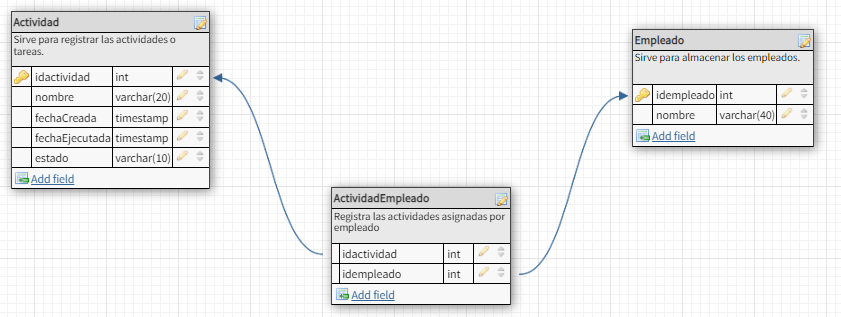 Actividad
Sirve para registrar las actividades o
tareas.
idactividad int
nombre varchar(20)
fechaCreada timestamp
fechaEjecutada timestamp
estado varchar(10)
Add field
Empleado
Sirve para almacenar los empleados.
idempleado int
nombre varchar(40)
Add field
ActividadEmpleado
Registra las actividades asignadas por
empleado
idactividad int
idempleado int
Add field